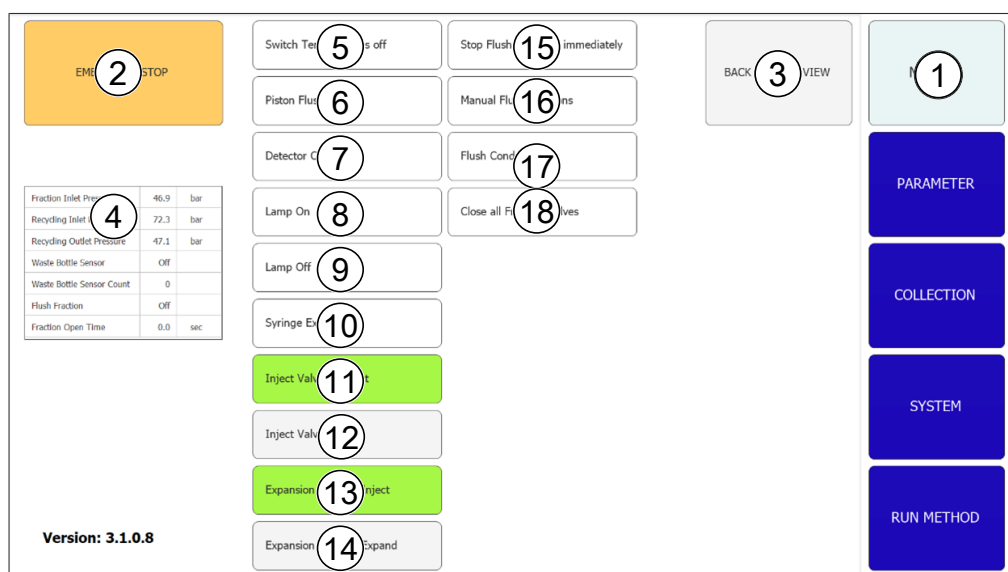 EME STOP
2
Switch Te s off
5
Stop Flush immediately
15
BACK VIEW
3
1
Piston Flus
6
Manual Flu ns
16
Detector
7
Flush Cond
17
PARAMETER
Fraction Inlet Pres 46.9 bar
Recycling Inlet 72.3 bar
Recycling Outlet Pressure 47.1 bar
Waste Bottle Sensor Off
Waste Bottle Sensor Count 0
Flush Fraction Off
Fraction Open Time 0.0 sec
4
Lamp On
8
Close all F lves
18
Lamp Off
9
COLLECTION
Syringe Ex
10
Inject Valv t
11
SYSTEM
Inject Valv
12
Expansion Inject
13
RUN METHOD
Expansion Expand
14
Version: 3.1.0.8